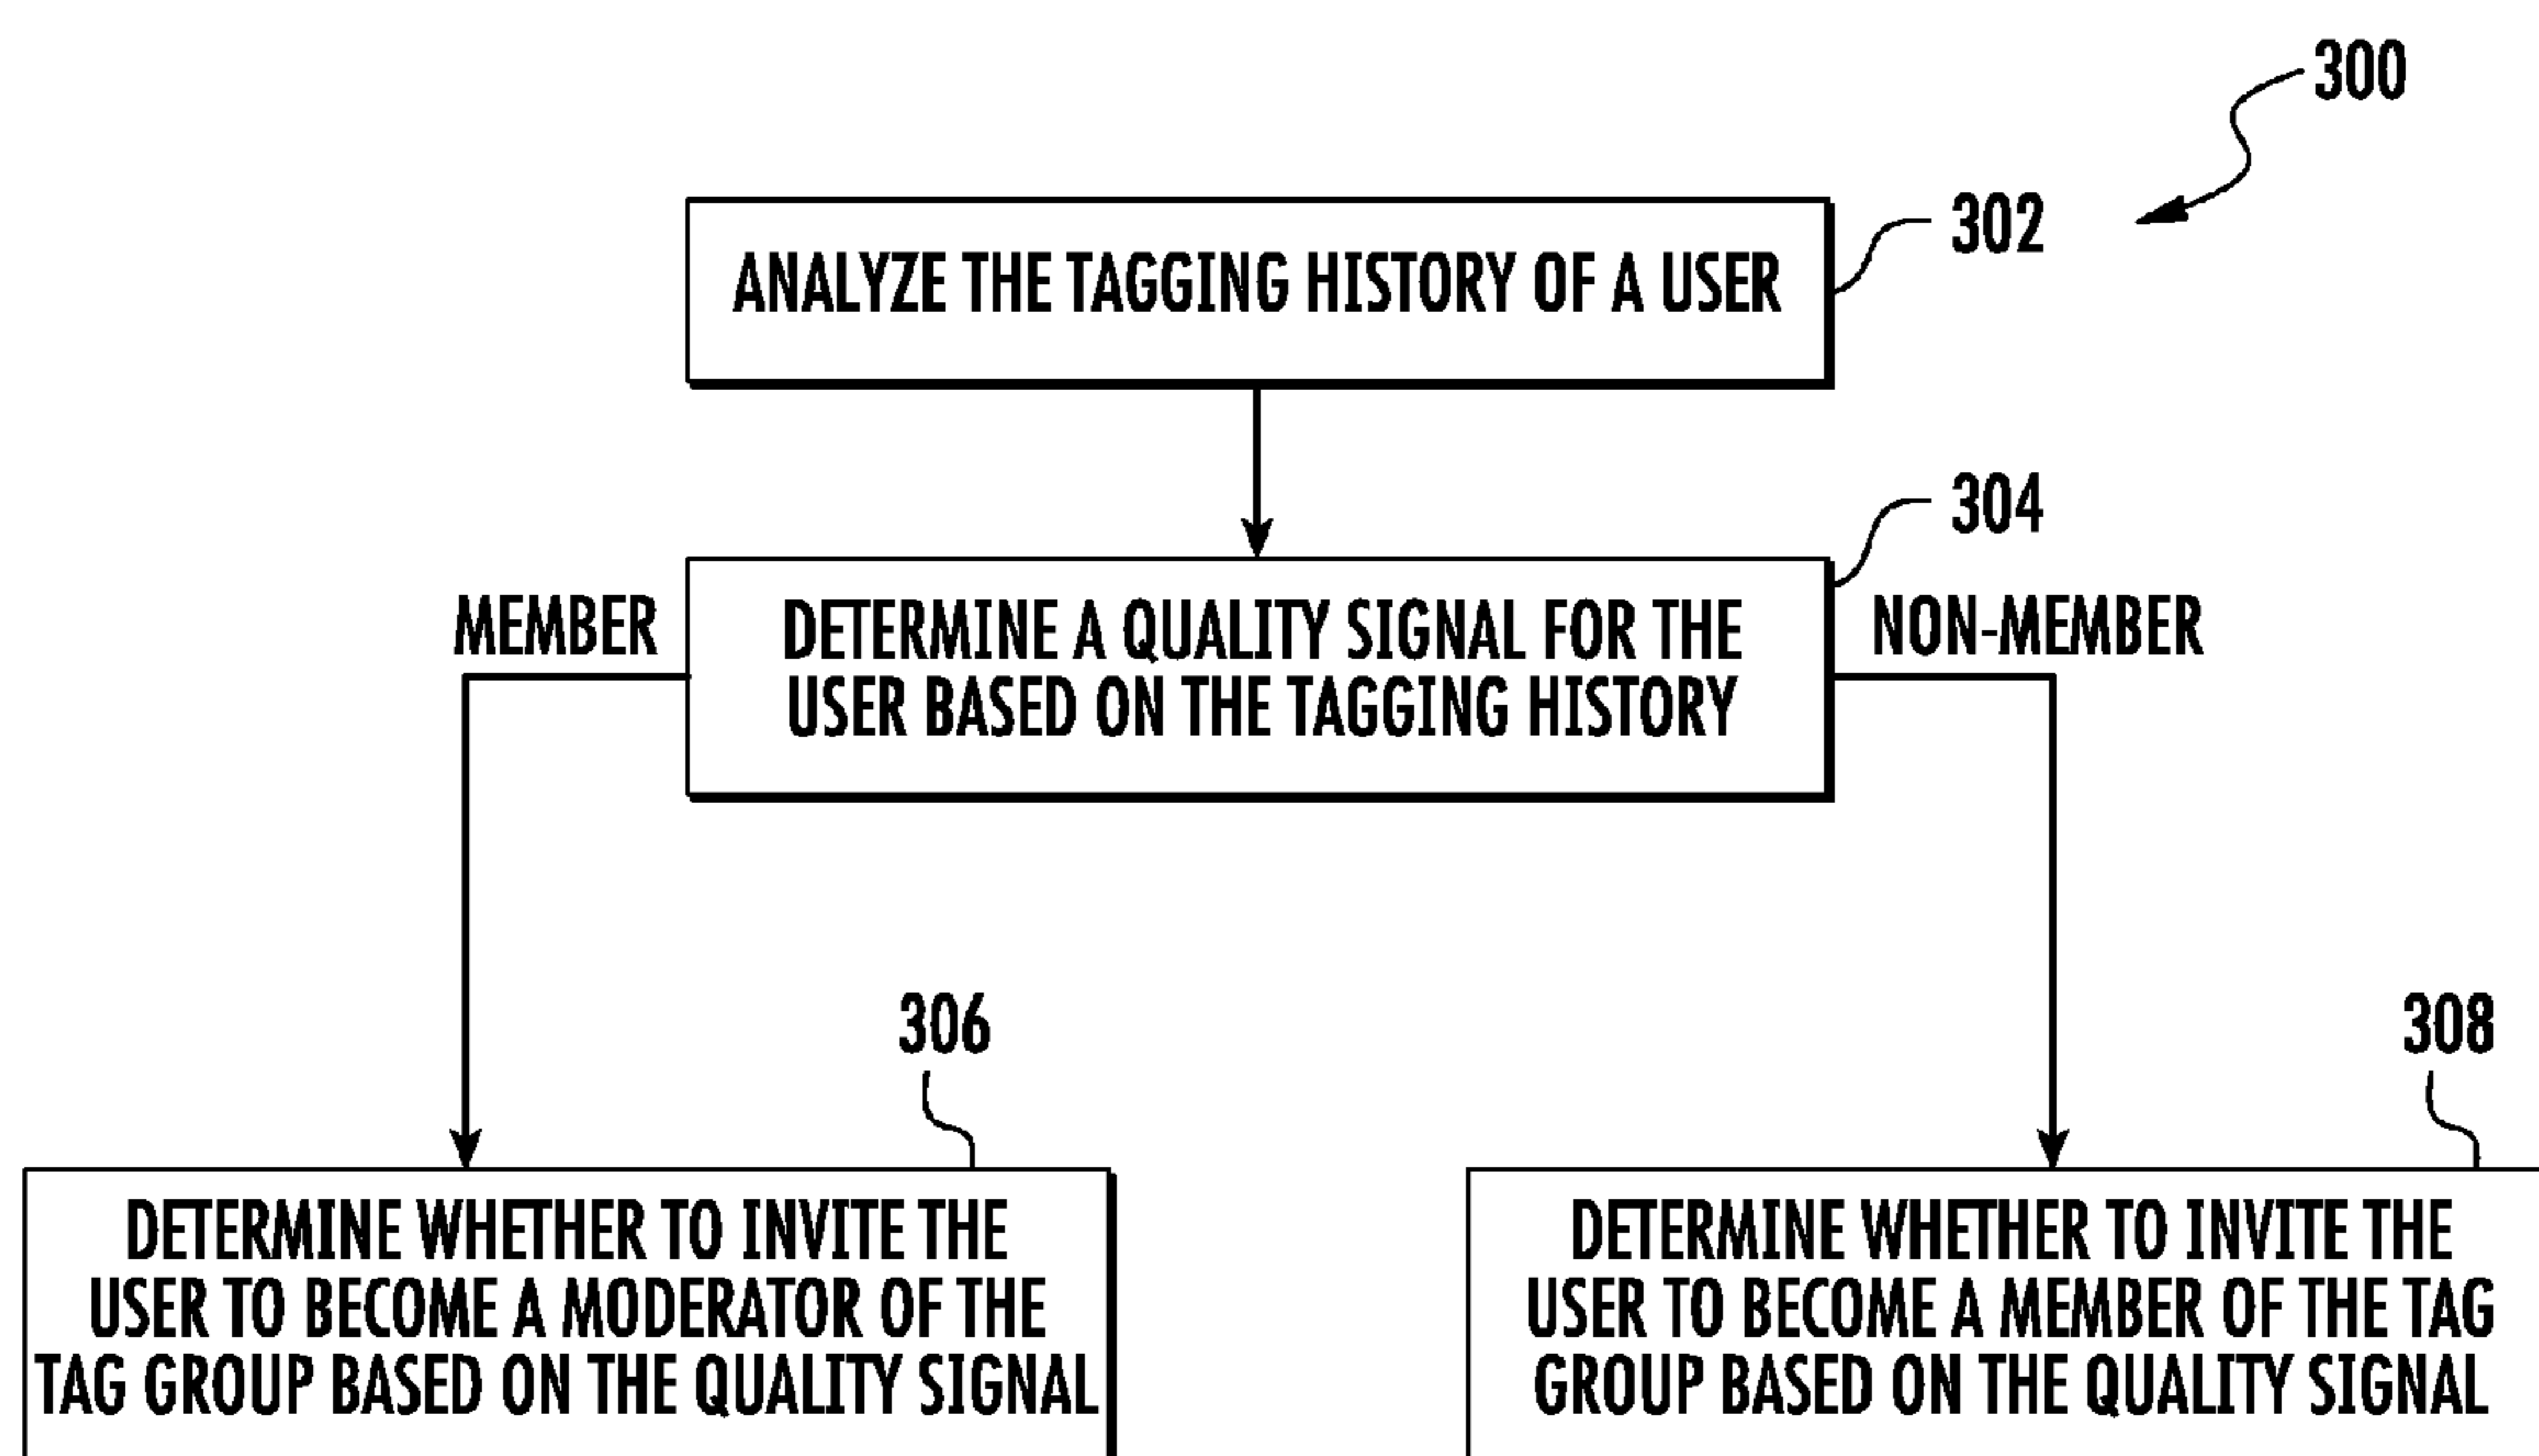 300
302
ANALYZE THE TAGGING HISTORY OF A USER
304
MEMBER
DETERMINE A QUALITY SIGNAL FOR THE
USER BASED ON THE TAGGING HISTORY
NON-MEMBER
306
DETERMINE WHETHER TO INVITE THE
USER TO BECOME A MODERATOR OF THE
TAG GROUP BASED ON THE QUALITY SIGNAL
308
DETERMINE WHETHER TO INVITE THE
USER TO BECOME A MEMBER OF THE TAG
GROUP BASED ON THE QUALITY SIGNAL